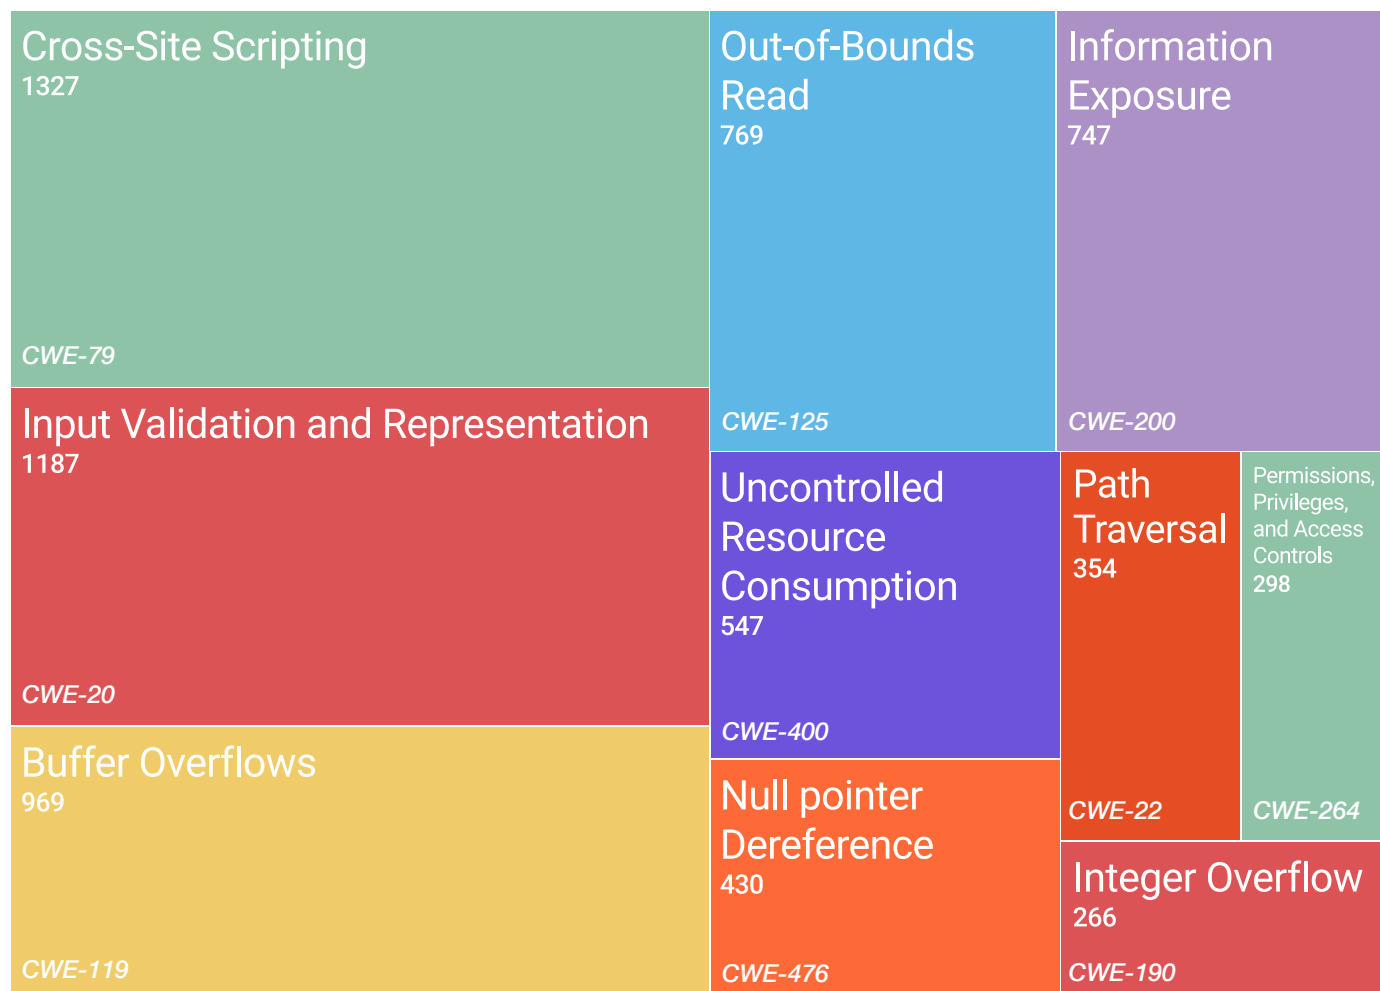 Cross-Site Scripting
1327
CWE-79
Input Validation and Representation
1187
CWE-20
Buffer Overflows
969
CWE-119
Out-of-Bounds
Read
769
CWE-125
Information
Exposure
747
CWE-200
Uncontrolled
Resource
Consumption
547
CWE-400
Null pointer
Dereference
430
CWE-476
Path
Traversal
354
CWE-22
Permissions,
Privileges,
and Access
Controls
298
CWE-264
Integer Overflow
266
CWE-190